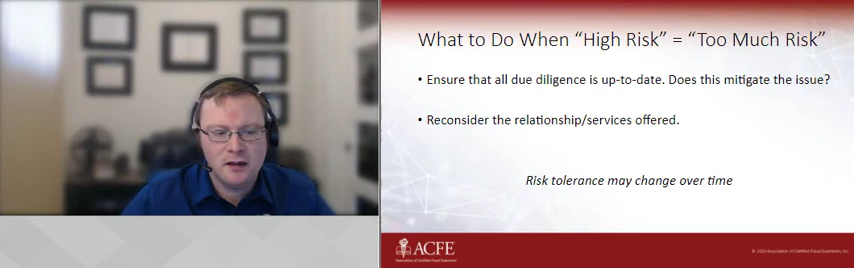 What to Do When “High Risk” = “Too Much Risk”
• Ensure that all due diligence is up-to-date. Does this mitigate the issue?
• Reconsider the relationship/services offered.
Risk tolerance may change over time
ACFE
Association of Certified Fraud Examiners
Association of Certified Fraud Examiners, Inc.